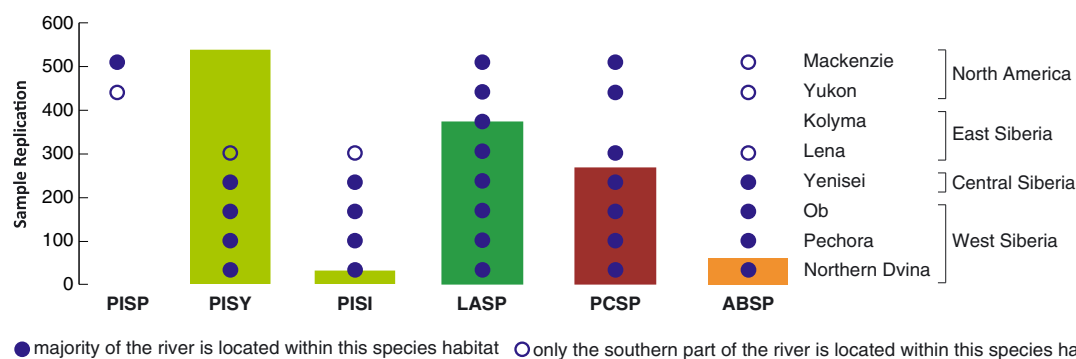 600
500
400
300
200
100
0
Sample Replication
PISP PISY PISI LASP PCSP ABSP
Mackenzie
Yukon
Kolyma
Lena
Yenisei
Ob
Pechora
Northern Dvina
North America
East Siberia
Central Siberia
West Siberia
majority of the river is located within this species habitat only the southern part of the river is located within this species